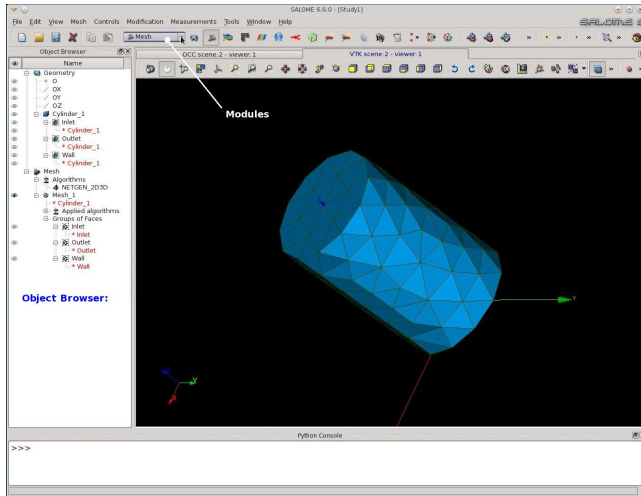 SALOME 6.6.0 - [Study1]
File Edit View Mesh Controls Modification Measurements Tools Window Help
SALOME
Mesh
Object Browser
OCC scene:2 - viewer:1
VTK scene:2 - viewer:1
Name
Geometry
O
OX
OY
OZ
Cylinder_1
Inlet
* Cylinder_1
Outlet
* Cylinder_1
Wall
* Cylinder_1
Mesh
Algorithms
NETGEN_2D3D
Mesh_1
* Cylinder_1
Applied algorithms
Groups of Faces
Inlet
* Inlet
Outlet
* Outlet
Wall
* Wall
Modules
Object Browser:
Y
Z
Y
X
Python Console
>>>